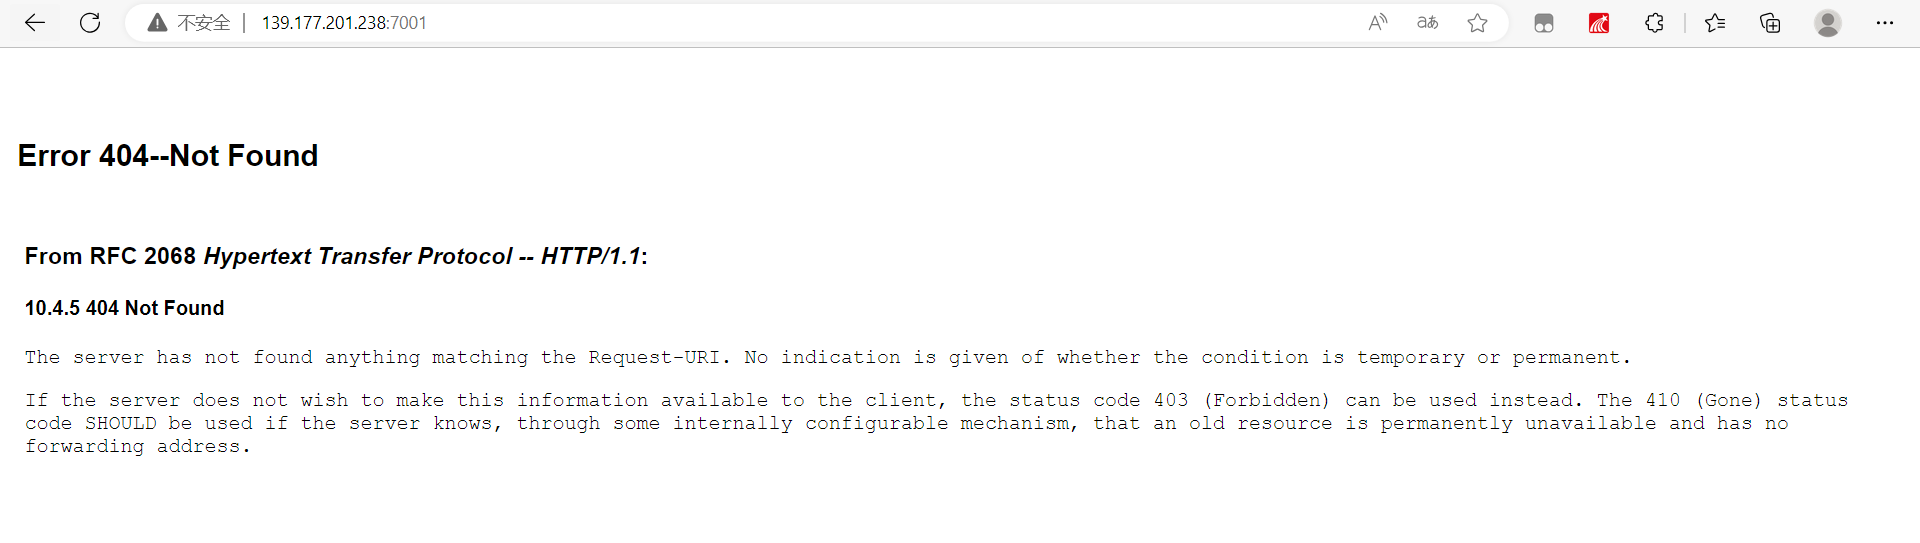 不安全 | 139.177.201.238:7001
Error 404--Not Found
From RFC 2068 Hypertext Transfer Protocol -- HTTP/1.1:
10.4.5 404 Not Found
The server has not found anything matching the Request-URI. No indication is given of whether the condition is temporary or permanent.
If the server does not wish to make this information available to the client, the status code 403 (Forbidden) can be used instead. The 410 (Gone) status
code SHOULD be used if the server knows, through some internally configurable mechanism, that an old resource is permanently unavailable and has no
forwarding address.